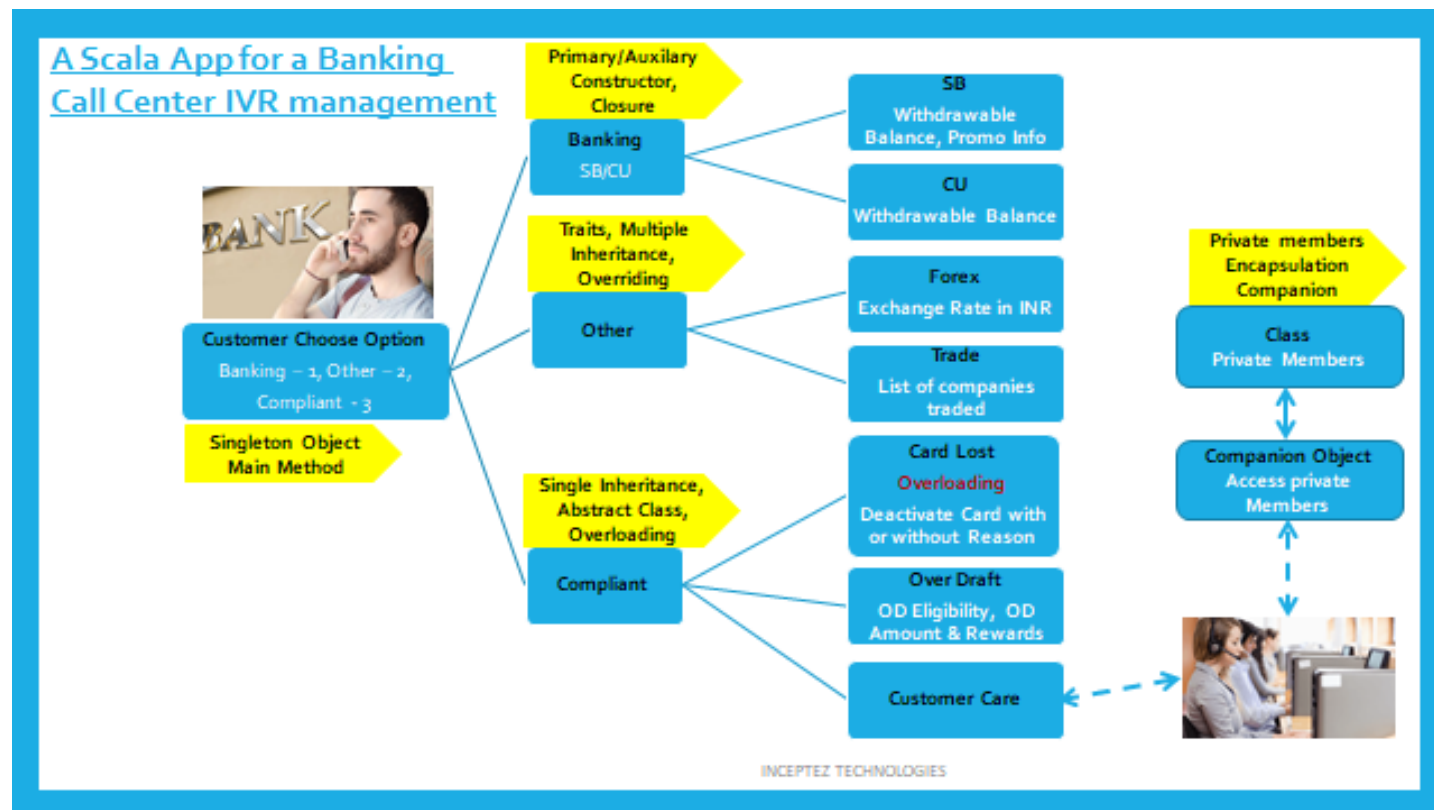 A Scala App for a Banking
Call Center IVR management
Primary/Auxilary
Constructor,
Closure
Banking
SB/CU
SB
Withdrawable
Balance, Promo Info
CU
Withdrawable Balance
BANK
Customer Choose Option
Banking – 1, Other – 2,
Compliant - 3
Singleton Object
Main Method
Traits, Multiple
Inheritance,
Overriding
Other
Forex
Exchange Rate in INR
Trade
List of companies
traded
Single Inheritance,
Abstract Class,
Overloading
Compliant
Card Lost
Overloading
Deactivate Card with
or without Reason
Over Draft
OD Eligibility, OD
Amount & Rewards
Customer Care
Private members
Encapsulation
Companion
Class
Private Members
Companion Object
Access private
Members
INCEPTEZ TECHNOLOGIES